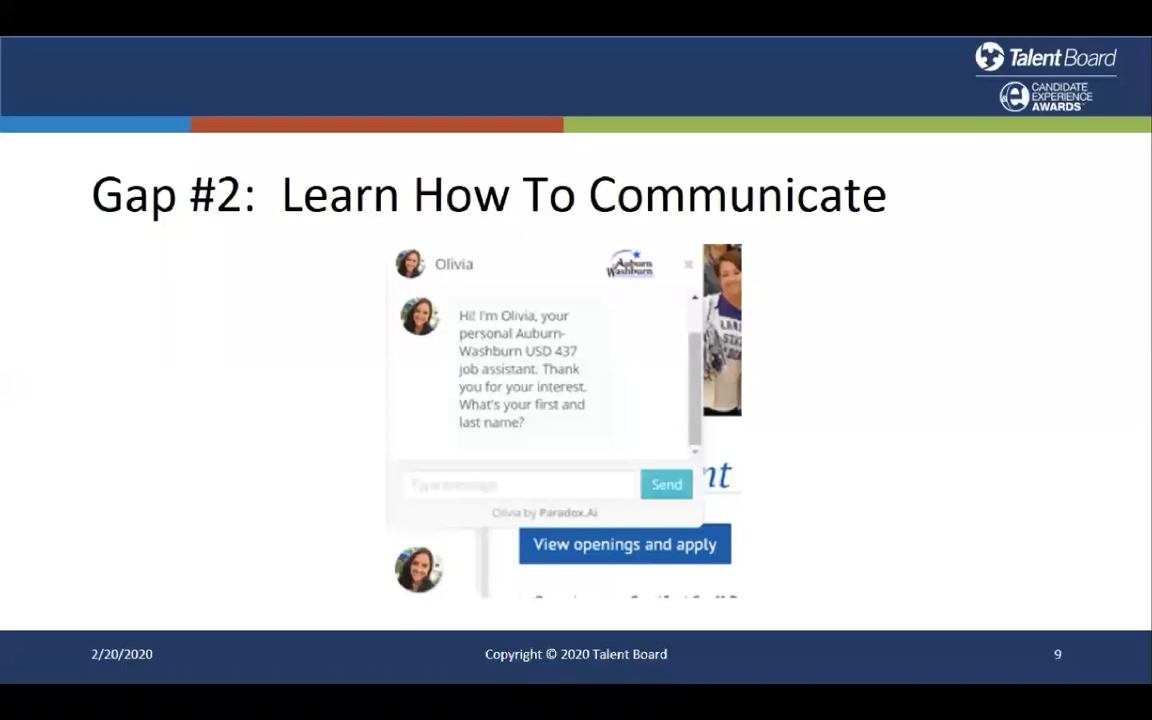 Talent Board
CANDIDATE
EXPERIENCE
AWARDS
Gap #2: Learn How To Communicate
Olivia
Auburn
Washburn
Hi! I'm Olivia, your
personal Auburn-
Washburn USD 437
job assistant. Thank
you for your interest.
What's your first and
last name?
Type message
Send
Olivia by Paradox.Ai
View openings and apply
2/20/2020
Copyright © 2020 Talent Board
9